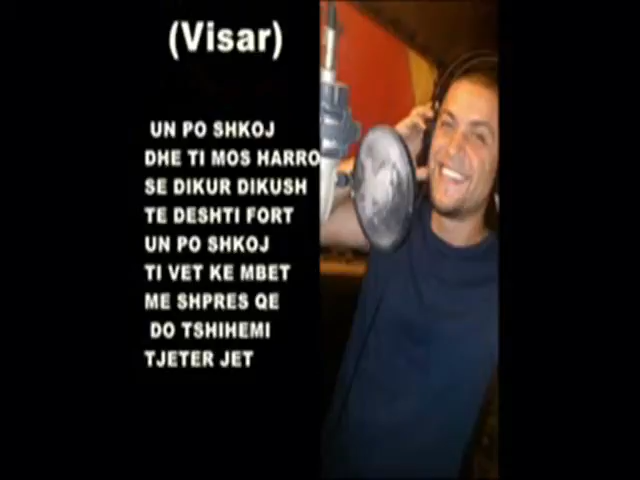 (Visar)
UN PO SHKOJ
DHE TI MOS HARRO
SE DIKUR DIKUSH
TE DESHTI FORT
UN PO SHKOJ
TI VET KE MBET
ME SHPRES QE
DO TSHIHEMI
TJETER JET